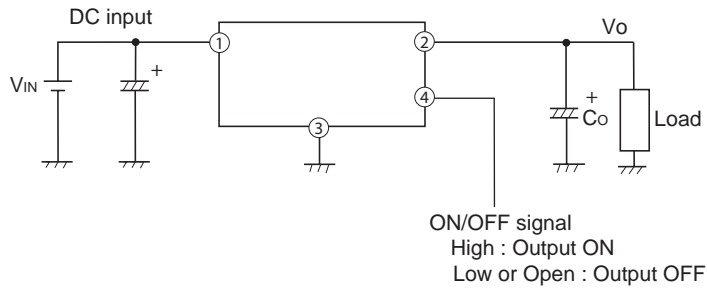 DC input
Vo
1
2
VIN
+
4
+
Co
Load
3
ON/OFF signal
High : Output ON
Low or Open : Output OFF